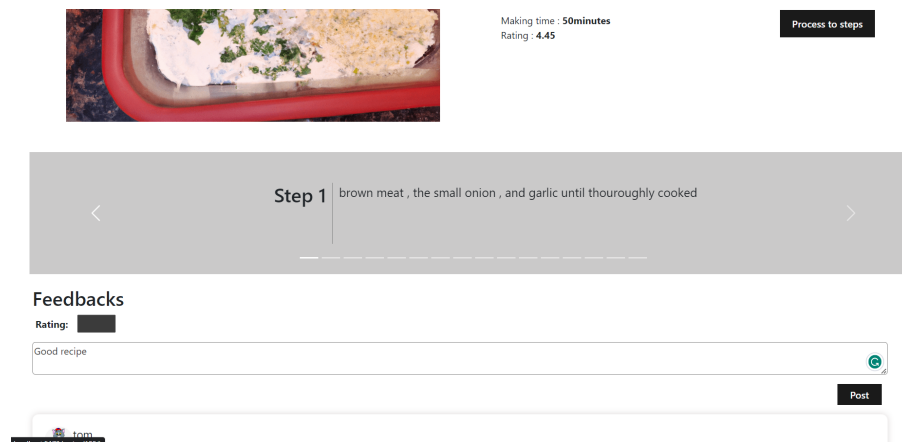 Making time : 50minutes
Rating : 4.45
Process to steps
Step 1
brown meat , the small onion , and garlic until thouroughly cooked
Feedbacks
Rating:
Good recipe
Post
tom